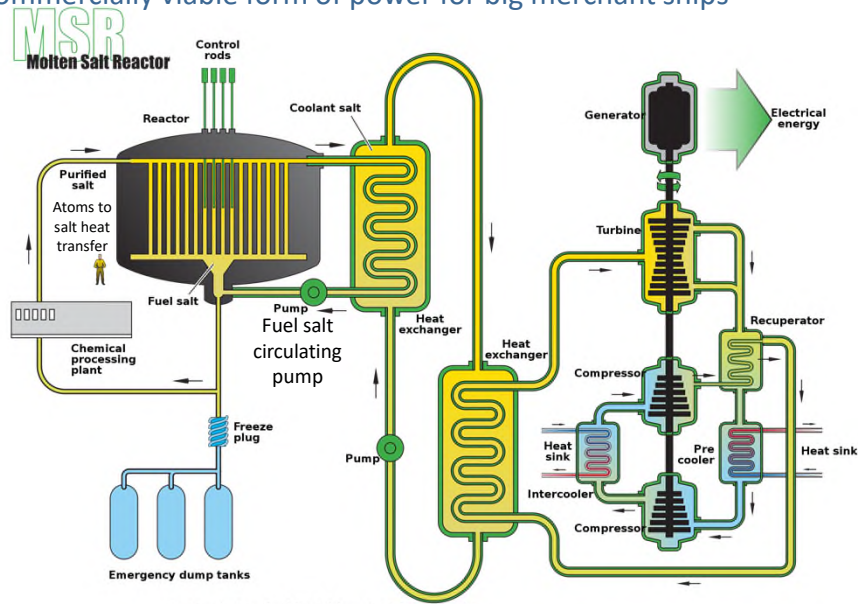 ommercially viable form of power for big merchant ships
MSR
Molten Salt Reactor
Control
rods
Reactor
Coolant salt
Purified
salt
Atoms to
salt heat
transfer
Fuel salt
Pump
Fuel salt
circulating
pump
Heat
exchanger
Chemical
processing
plant
Freeze
plug
Emergency dump tanks
Pump
Heat
exchanger
Generator
Electrical
energy
Turbine
Recuperator
Compressor
Heat
sink
Pre
cooler
Heat sink
Intercooler
Compressor